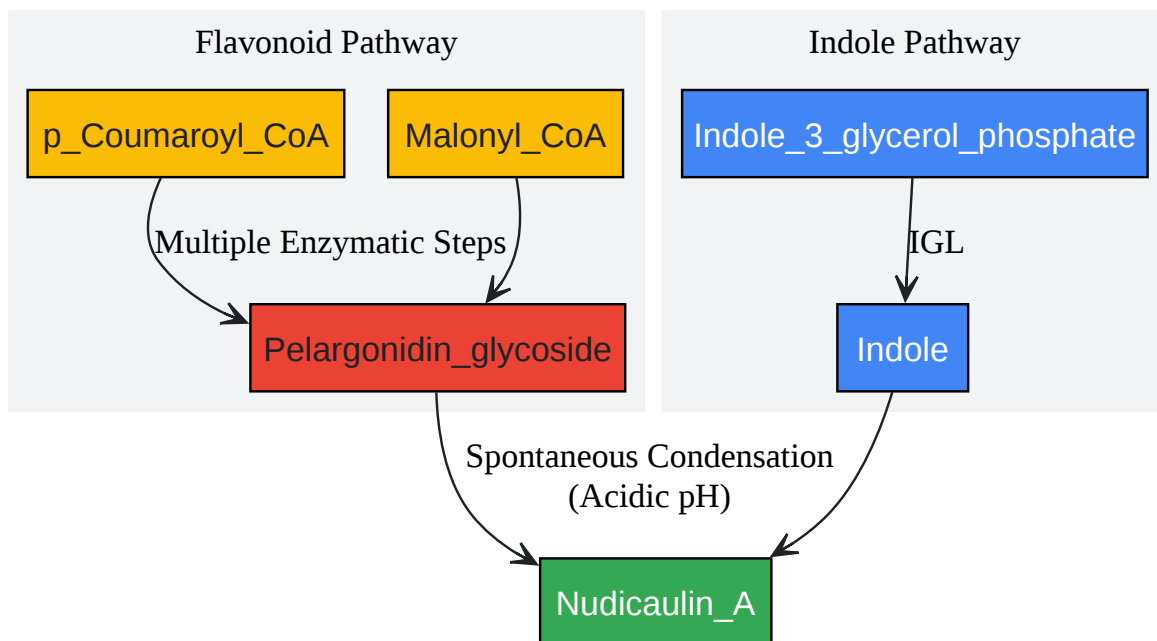 Flavonoid Pathway
Indole Pathway
p_Coumaroyl_CoA
Malonyl_CoA
Indole_3_glycerol_phosphate
Multiple Enzymatic Steps
IGL
Pelargonidin_glycoside
Indole
Spontaneous Condensation
(Acidic pH)
Nudicaulin_A